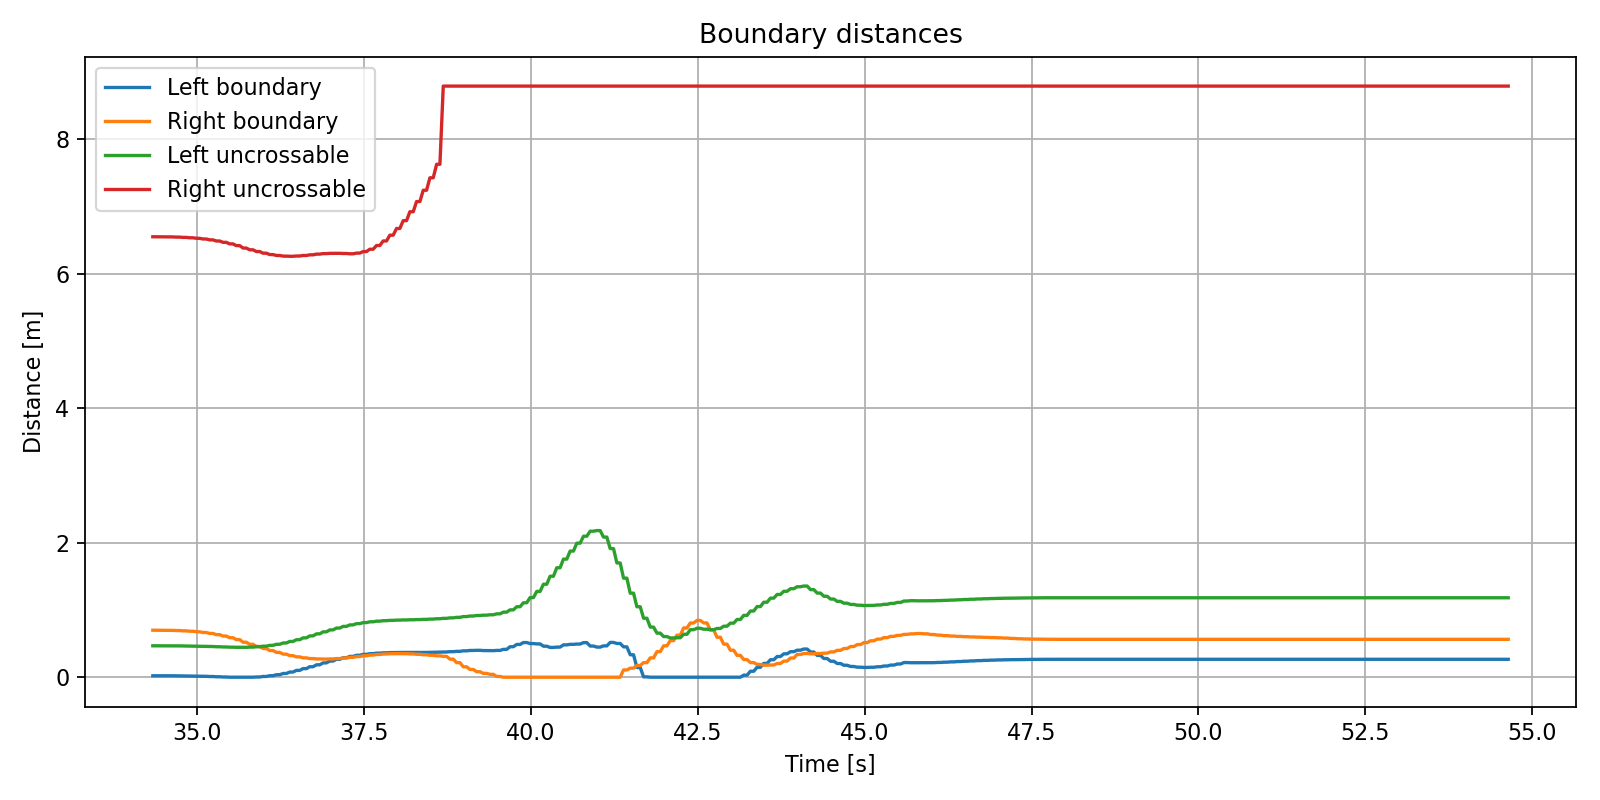 Boundary distances
Left boundary
Right boundary
Left uncrossable
Right uncrossable
Distance [m]
8
6
4
2
0
35.0 37.5 40.0 42.5 45.0 47.5 50.0 52.5 55.0
Time [s]